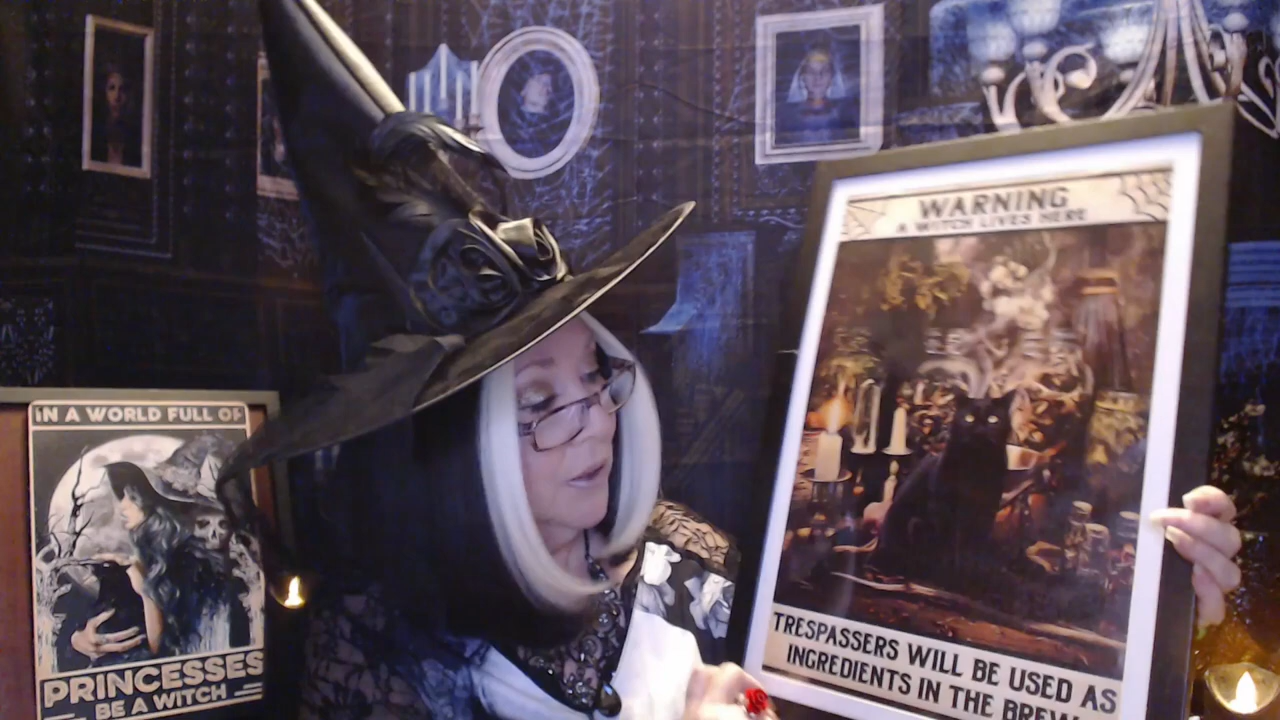 IN A WORLD FULL OF
PRINCESSES
BE A WITCH
WARNING
A WITCH LIVES HERE
TRESPASSERS WILL BE USED AS
INGREDIENTS IN THE BREW!